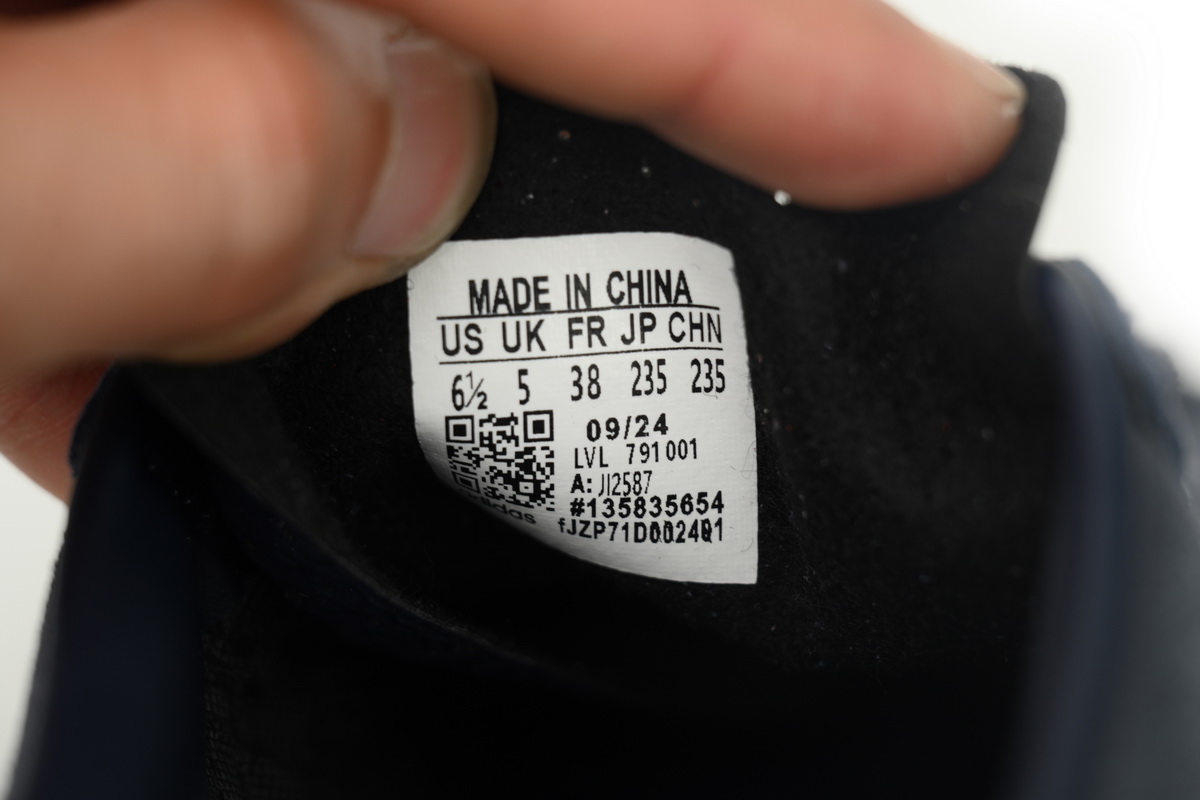 MADE IN CHINA
US UK FR JP CHN
6½ 5 38 235 235
09/24
LVL 791001
A: JI2587
#135835654